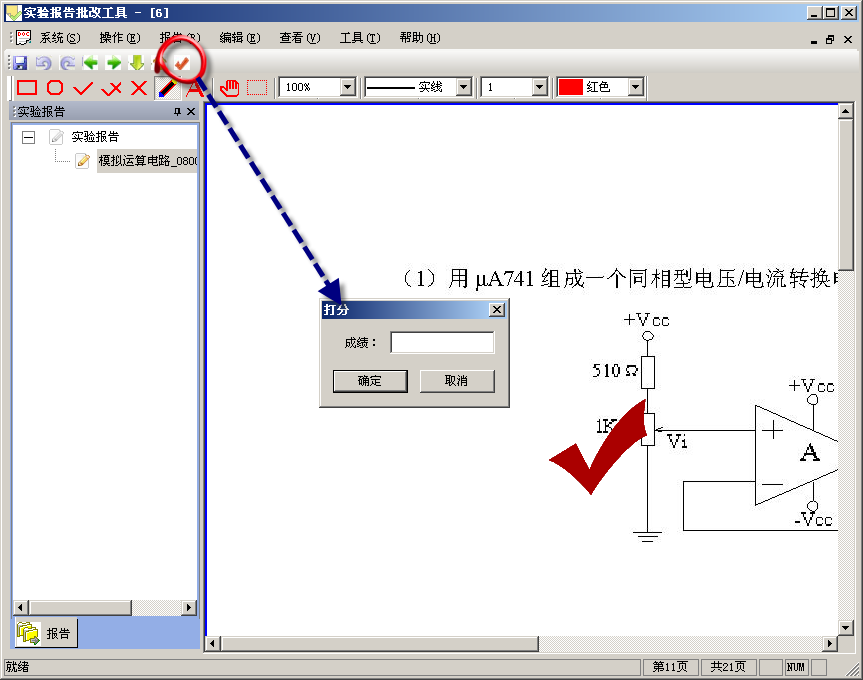 实验报告批改工具 - [6]
系统(S) 操作(E) 报告(R) 编辑(E) 查看(V) 工具(T) 帮助(H)
100% 实线 1 红色
实验报告
实验报告
模拟运算电路_0800
报告
（1）用 μA741 组成一个同相型电压/电流转换
打分
成绩：
确定 取消
+Vcc
510 Ω
1K
Vi
+Vcc
+
A
-Vcc
就绪 第11页 共21页 NUM